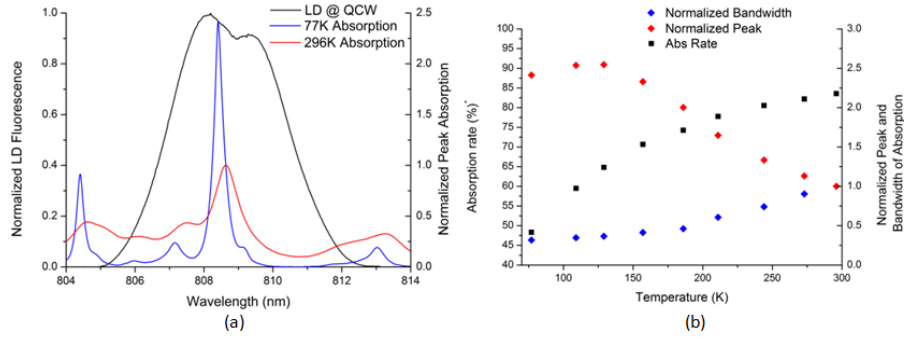 LD @ QCW
77K Absorption
296K Absorption
Normalized LD Fluorescence
1.0
0.8
0.6
0.4
0.2
0.0
2.5
2.0
1.5
1.0
0.5
0.0
Normalized Peak Absorption
804 806 808 810 812 814
Wavelength (nm)
(a)
Normalized Bandwidth
Normalized Peak
Abs Rate
Absorption rate (%)*
100
95
90
85
80
75
70
65
60
55
50
45
40
3.0
2.5
2.0
1.5
1.0
0.5
0.0
Normalized Peak and
Bandwidth of Absorption
100 150 200 250 300
Temperature (K)
(b)